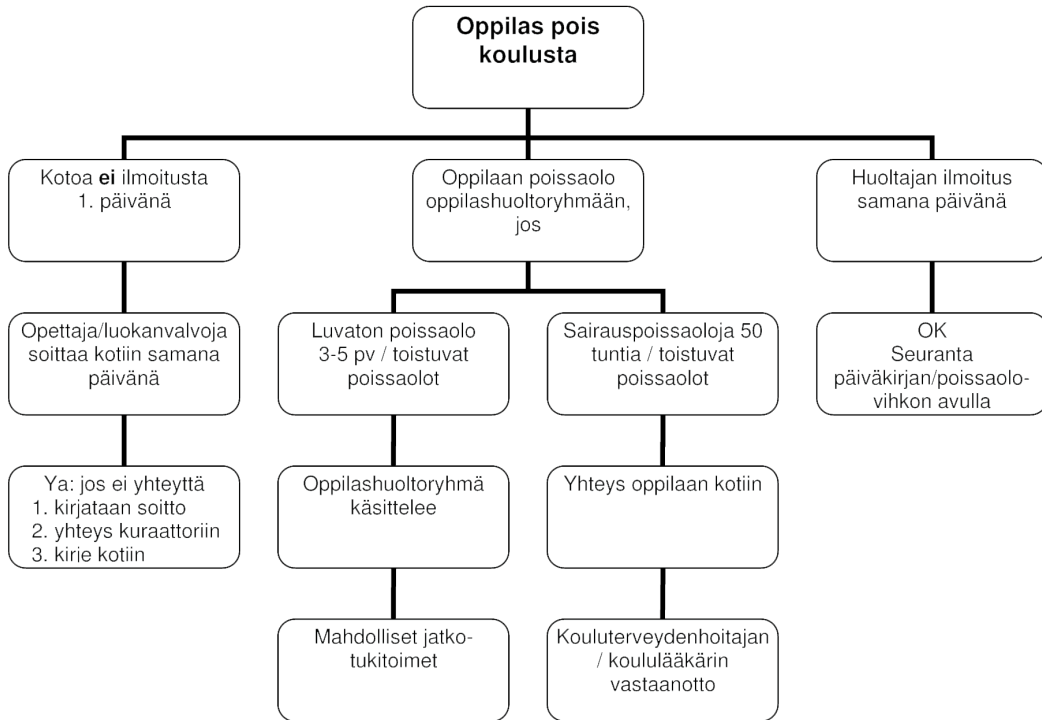 Oppilas pois
koulusta
Kotoa ei ilmoitusta
1. päivänä
Oppilaan poissaolo
oppilashuoltoryhmään,
jos
Huoltajan ilmoitus
samana päivänä
Opettaja/luokanvalvoja
soittaa kotiin samana
päivänä
Luvaton poissaolo
3-5 pv / toistuvat
poissaolot
Sairauspoissaoloja 50
tuntia / toistuvat
poissaolot
OK
Seuranta
päiväkirjan/poissaolo-
vihkon avulla
Ya: jos ei yhteyttä
1. kirjataan soitto
2. yhteys kuraattoriin
3. kirje kotiin
Oppilashuoltoryhmä
käsittelee
Yhteys oppilaan kotiin
Mahdolliset jatko-
tukitoimet
Kouluterveydenhoitajan
/ koululääkärin
vastaanotto